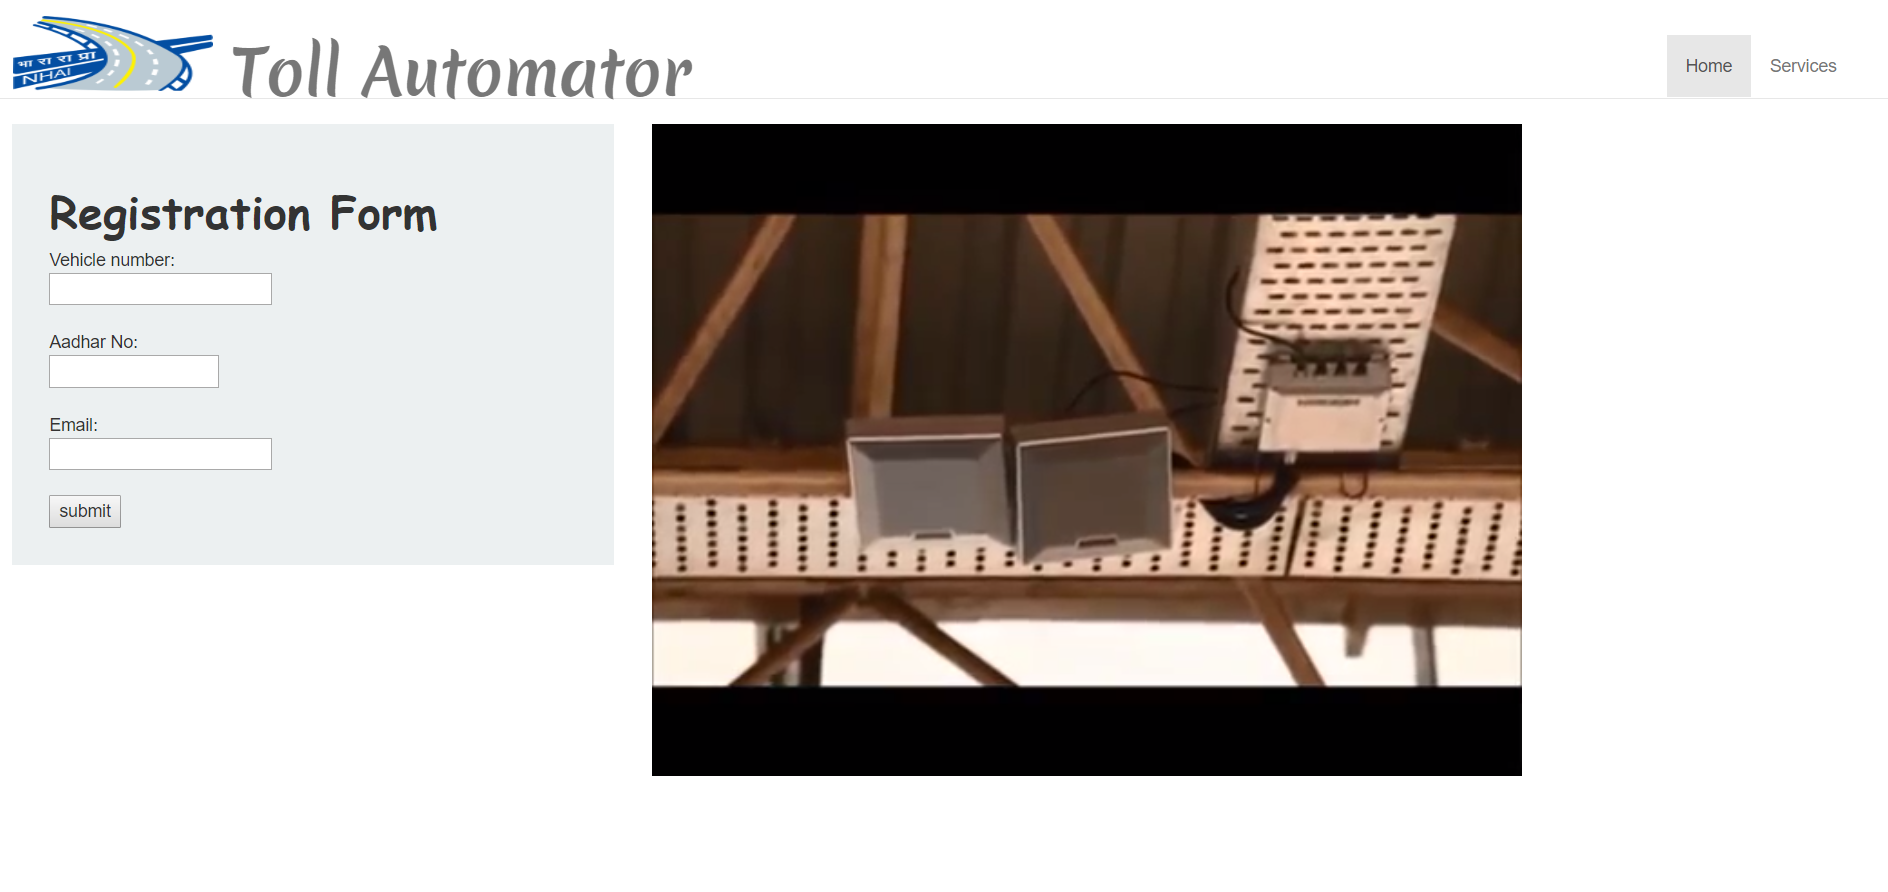 भा रा रा प्रा
NHAI
Toll Automator
Home
Services
Registration Form
Vehicle number:
Aadhar No:
Email:
submit